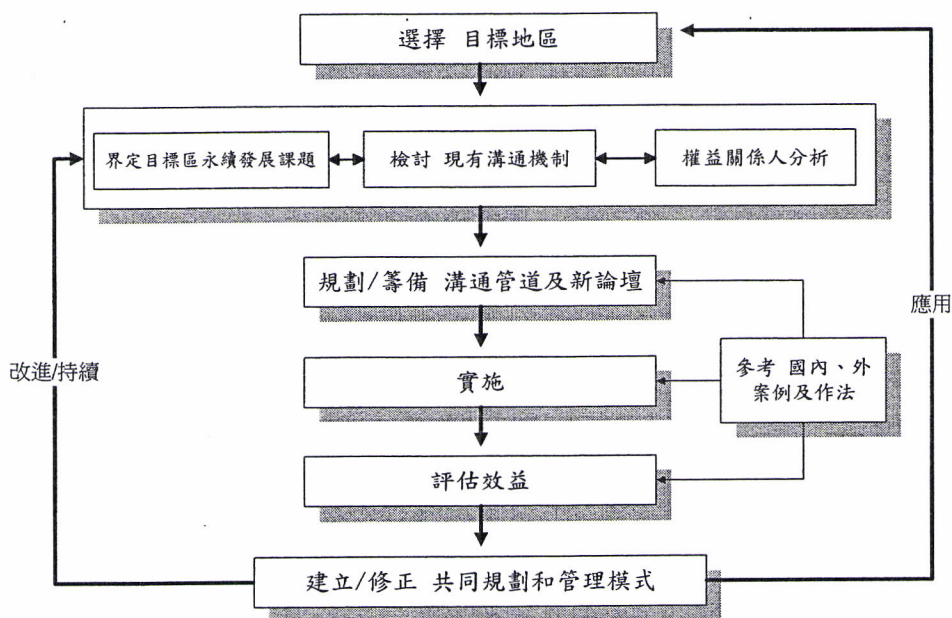 選擇 目標地區
界定目標區永續發展課題
檢討 現有溝通機制
權益關係人分析
規劃/籌備 溝通管道及新論壇
應用
改進/持續
實施
參考 國內、外
案例及作法
評估效益
建立/修正 共同規劃和管理模式